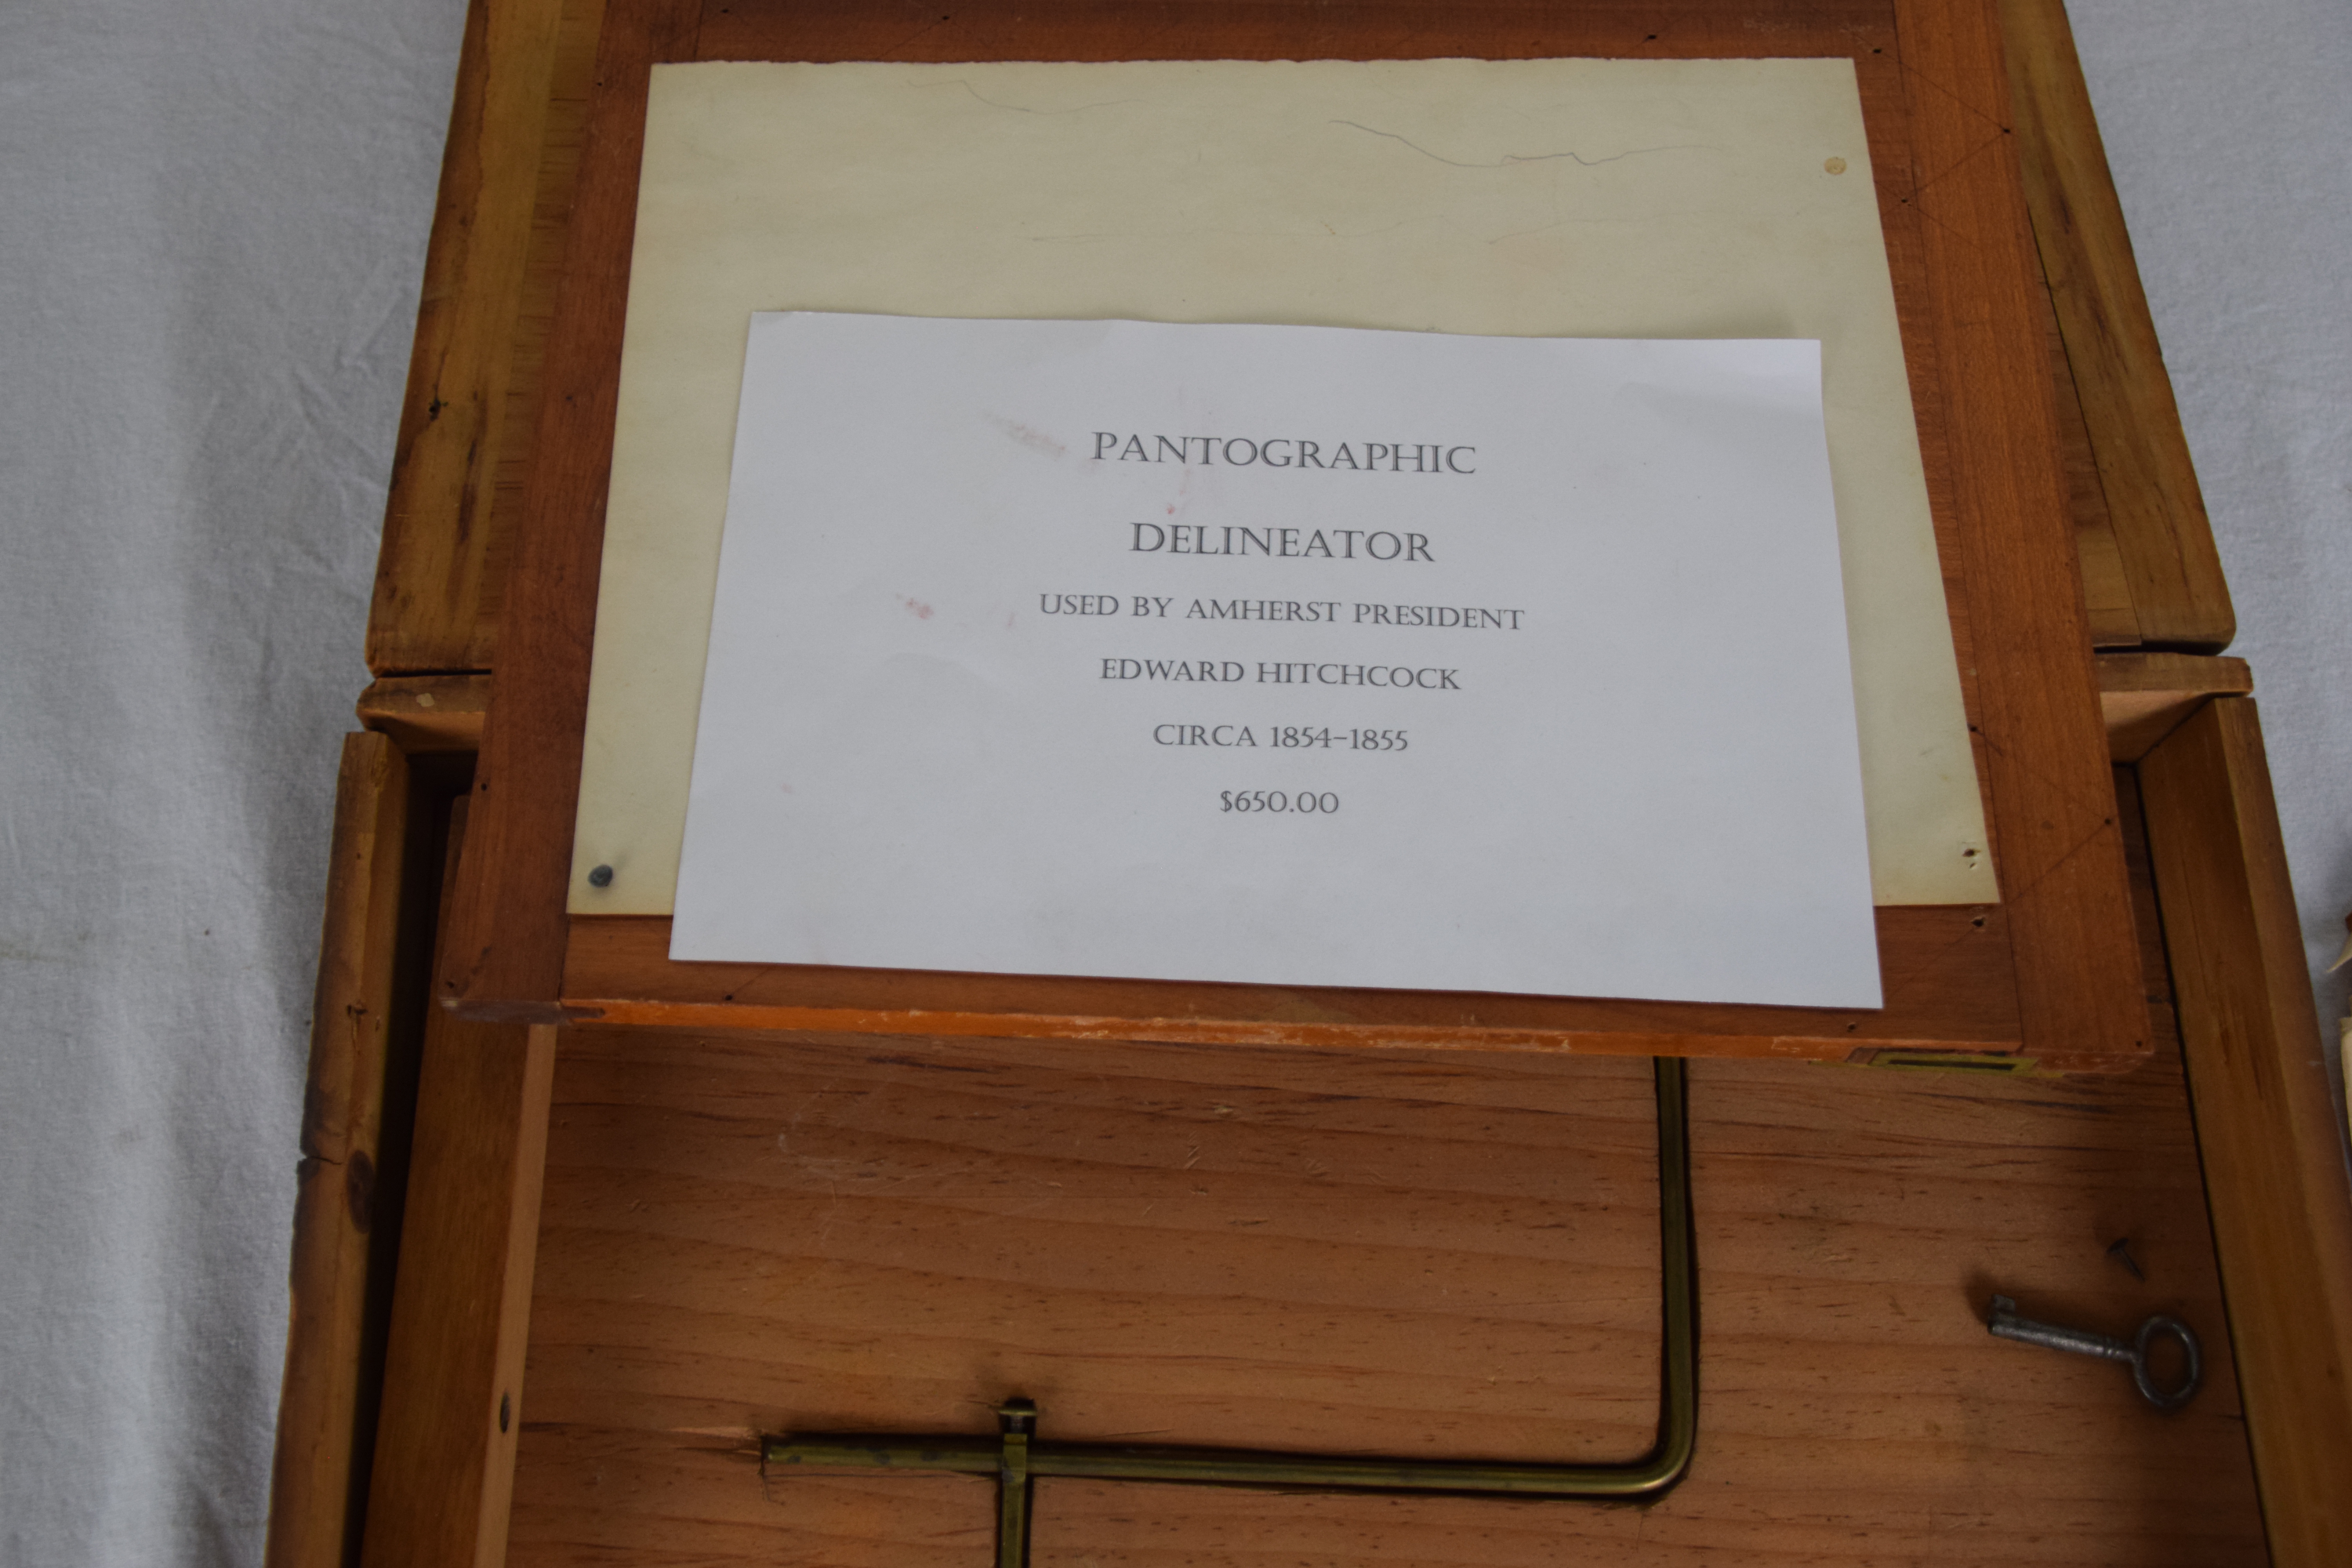 PANTOGRAPHIC
DELINEATOR
USED BY AMHERST PRESIDENT
EDWARD HITCHCOCK
CIRCA 1854-1855
$650.00